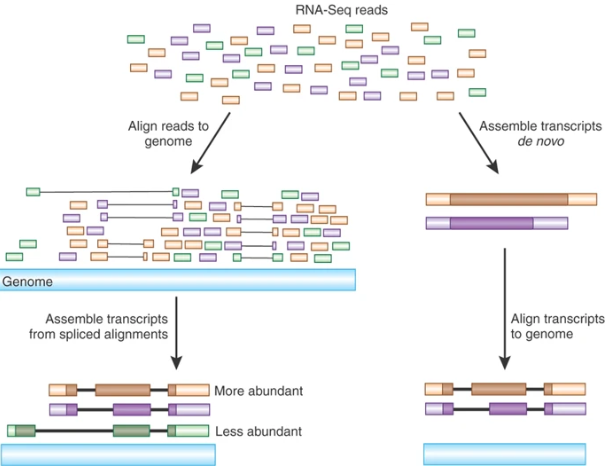 RNA-Seq reads
Align reads to
genome
Assemble transcripts
de novo
Genome
Assemble transcripts
from spliced alignments
Align transcripts
to genome
More abundant
Less abundant